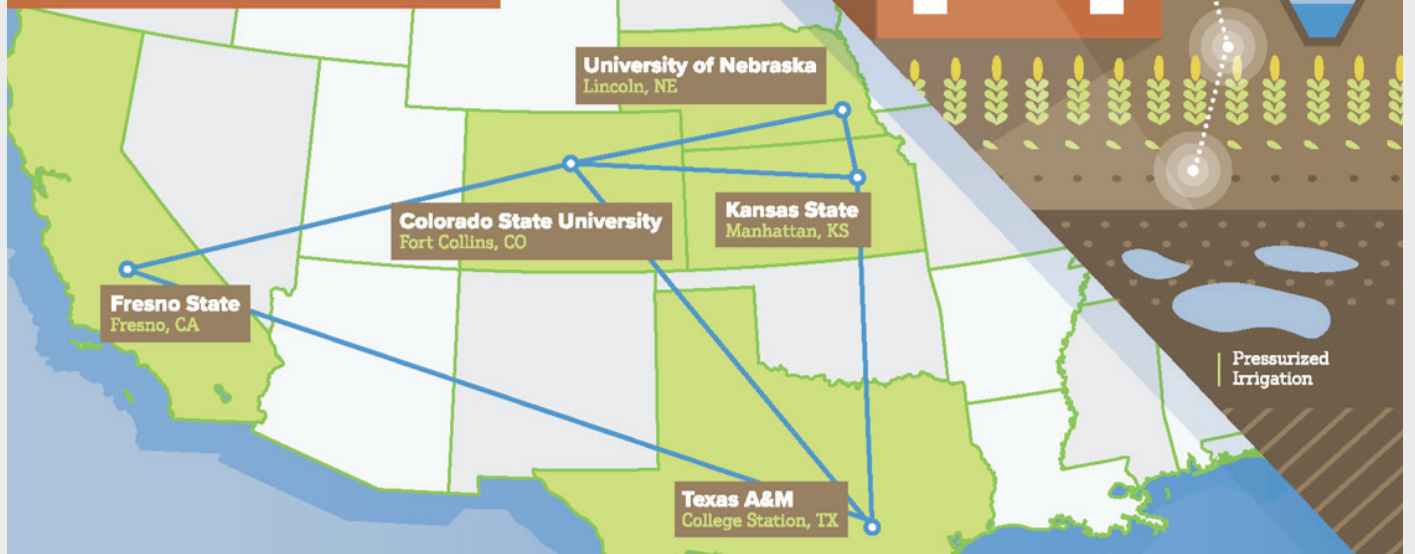 University of Nebraska
Lincoln, NE
Colorado State University
Fort Collins, CO
Kansas State
Manhattan, KS
Fresno State
Fresno, CA
Pressurized
Irrigation
Texas A&M
College Station, TX